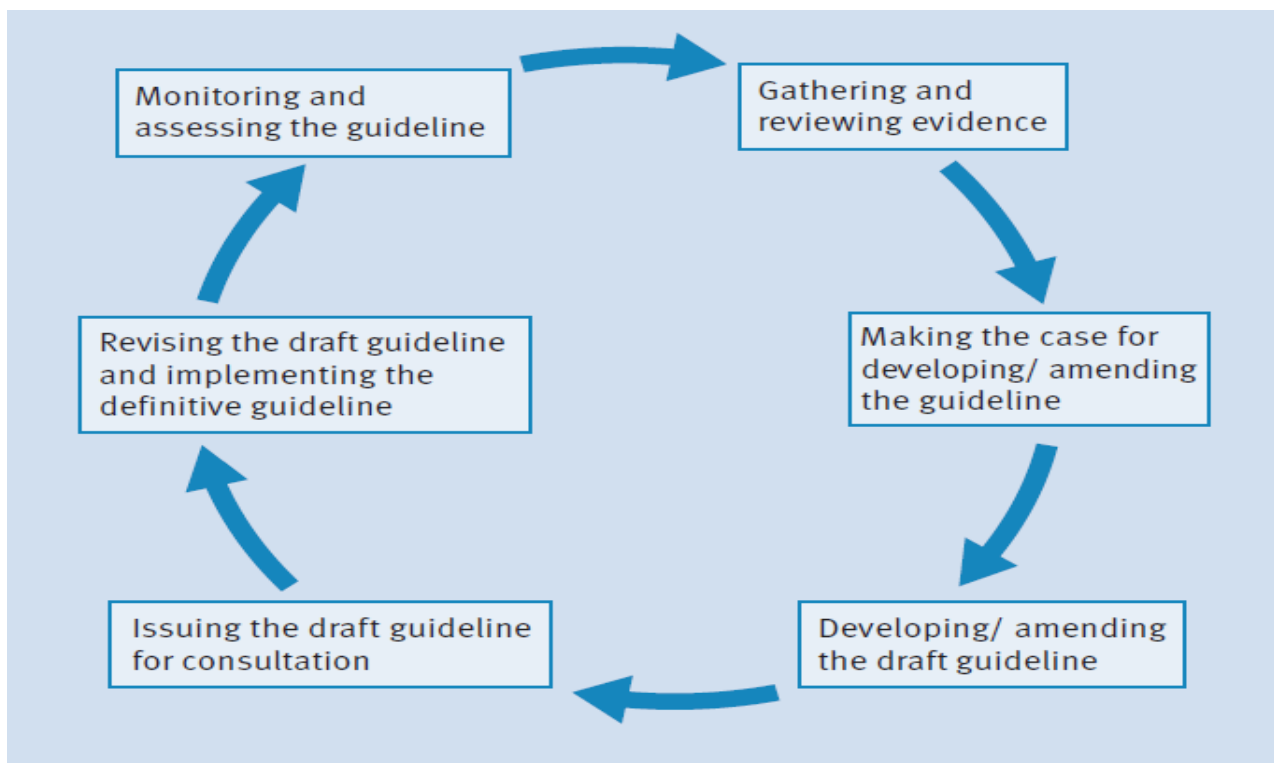 Monitoring and
assessing the guideline
Gathering and
reviewing evidence
Making the case for
developing/ amending
the guideline
Developing/ amending
the draft guideline
Issuing the draft guideline
for consultation
Revising the draft guideline
and implementing the
definitive guideline